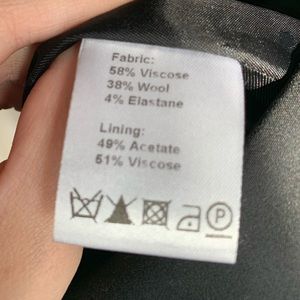 Fabric:
58% Viscose
38% Wool
4% Elastane
Lining:
49% Acetate
51% Viscose
P